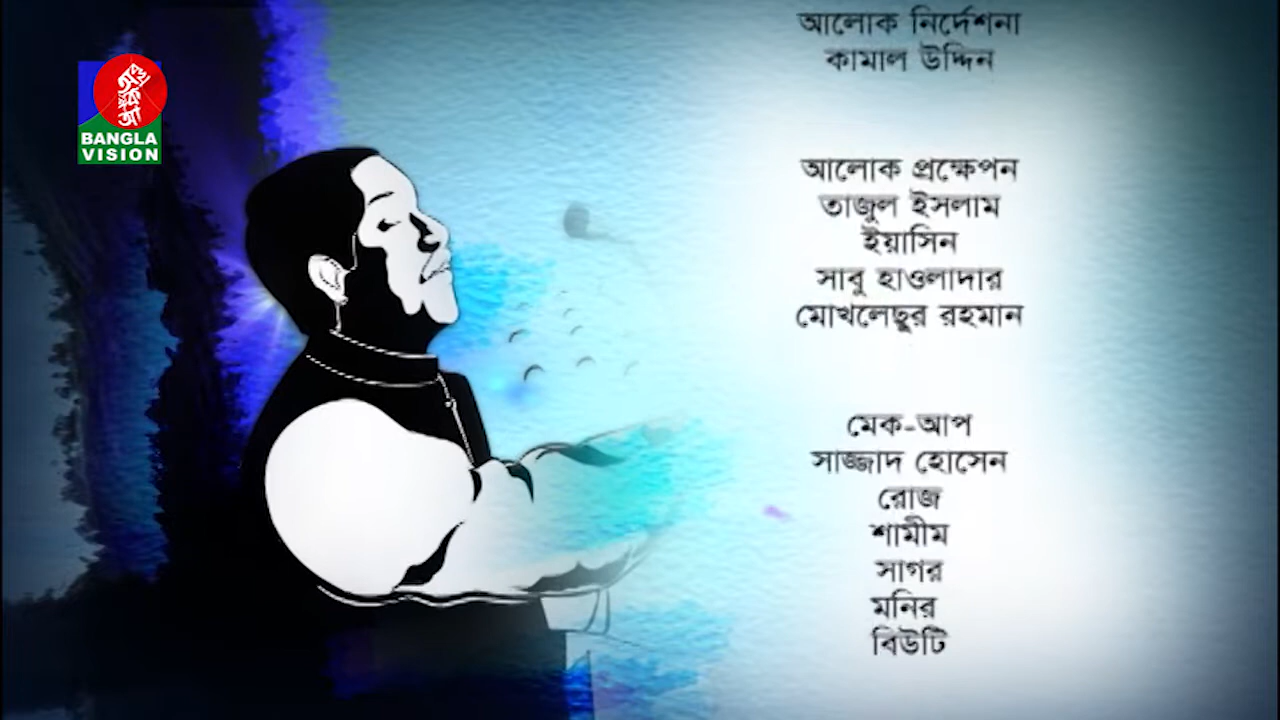 BANGLA
VISION
আলোক নির্দেশনা
কামাল উদ্দিন
আলোক প্রক্ষেপন
তাজুল ইসলাম
ইয়াসিন
সাবু হাওলাদার
মোখলেছুর রহমান
মেক-আপ
সাজ্জাদ হোসেন
রোজ
শামীম
সাগর
মনির
বিউটি